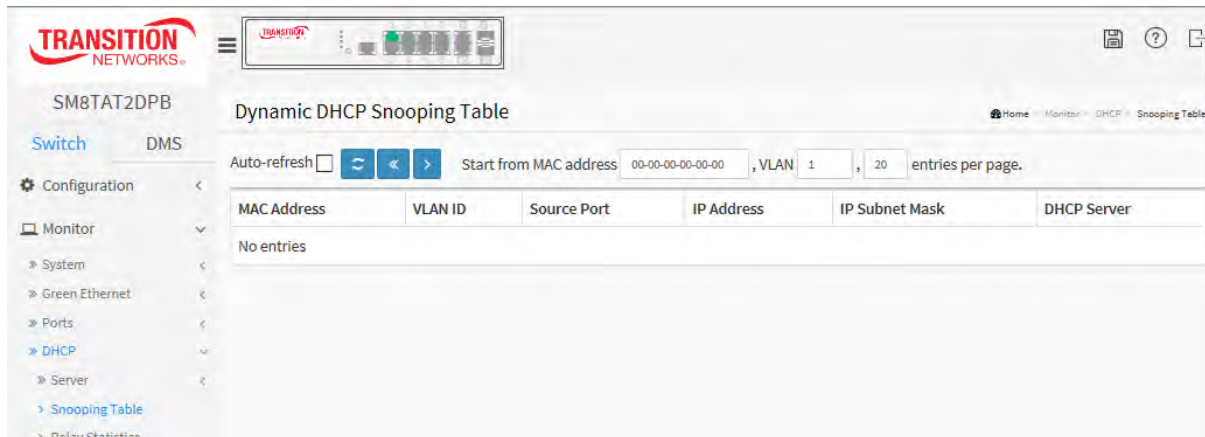 TRANSITION
NETWORKS®
TRANSITION
SM8TAT2DPB
Switch DMS
Configuration
Monitor
System
Green Ethernet
Ports
DHCP
Server
Snooping Table
Relay Statistics
Dynamic DHCP Snooping Table
Home Monitor DHCP Snooping Table
Auto-refresh Start from MAC address 00-00-00-00-00-00 , VLAN 1 , 20 entries per page.
MAC Address VLAN ID Source Port IP Address IP Subnet Mask DHCP Server
No entries